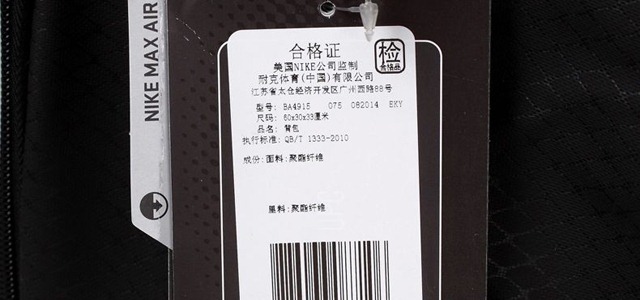 NIKE MAX AIR
合格证
检
合格品
美国NIKE公司监制
耐克体育(中国)有限公司
江苏省太仓经济开发区广州西路88号
型号: BA4915 075 082014 EKY
尺码: 60x30x33厘米
品名: 背包
执行标准: QB/T 1333-2010
成份: 面料: 聚酯纤维
里料: 聚酯纤维